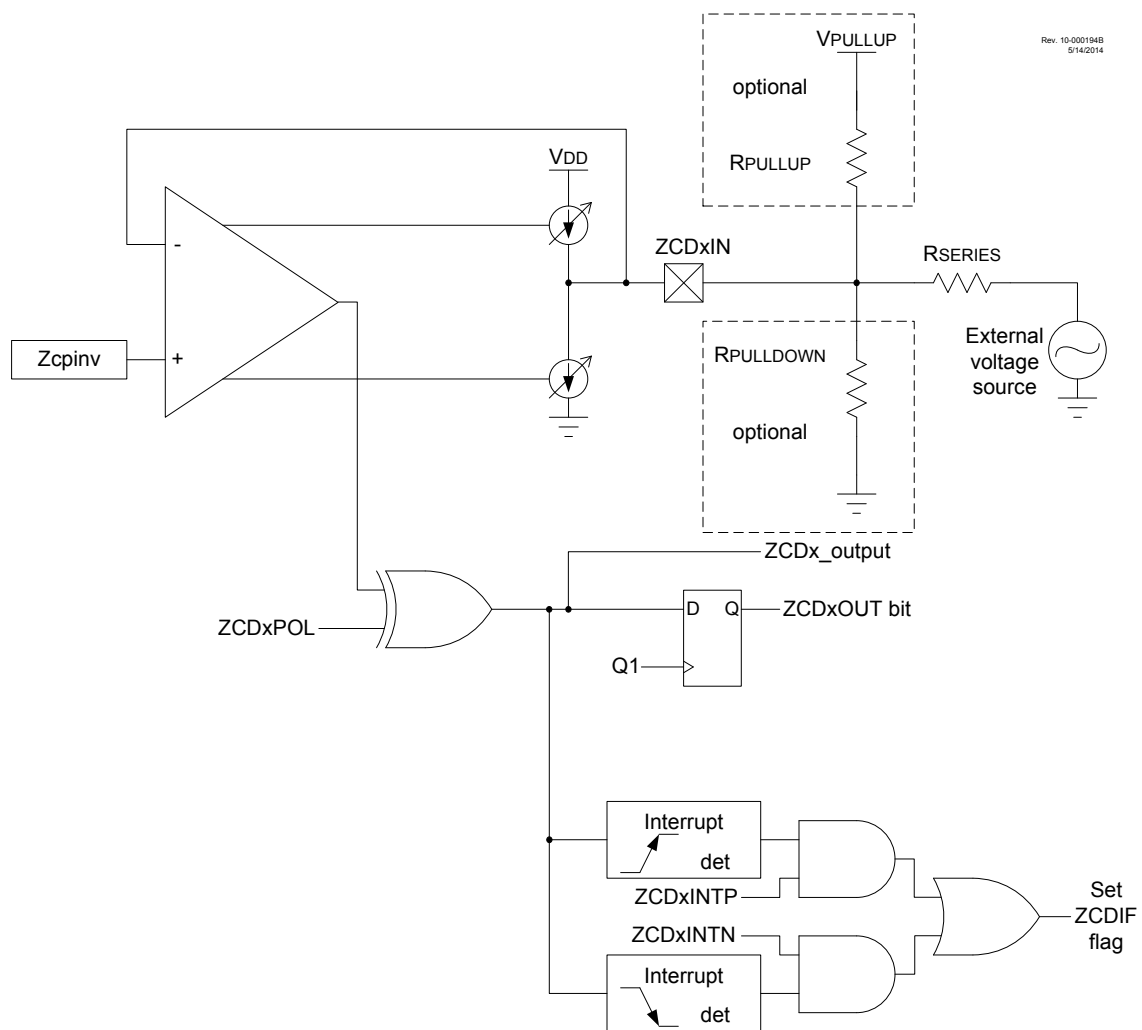 Rev. 10-000194B
5/14/2014
VPULLUP
optional
RPULLUP
VDD
-
ZCDxIN
RSERIES
Zcpinv
+
RPULLDOWN
External
voltage
source
optional
ZCDx_output
D Q
ZCDxOUT bit
ZCDxPOL
Q1
Interrupt
det
ZCDxINTP
Set
ZCDIF
flag
ZCDxINTN
Interrupt
det